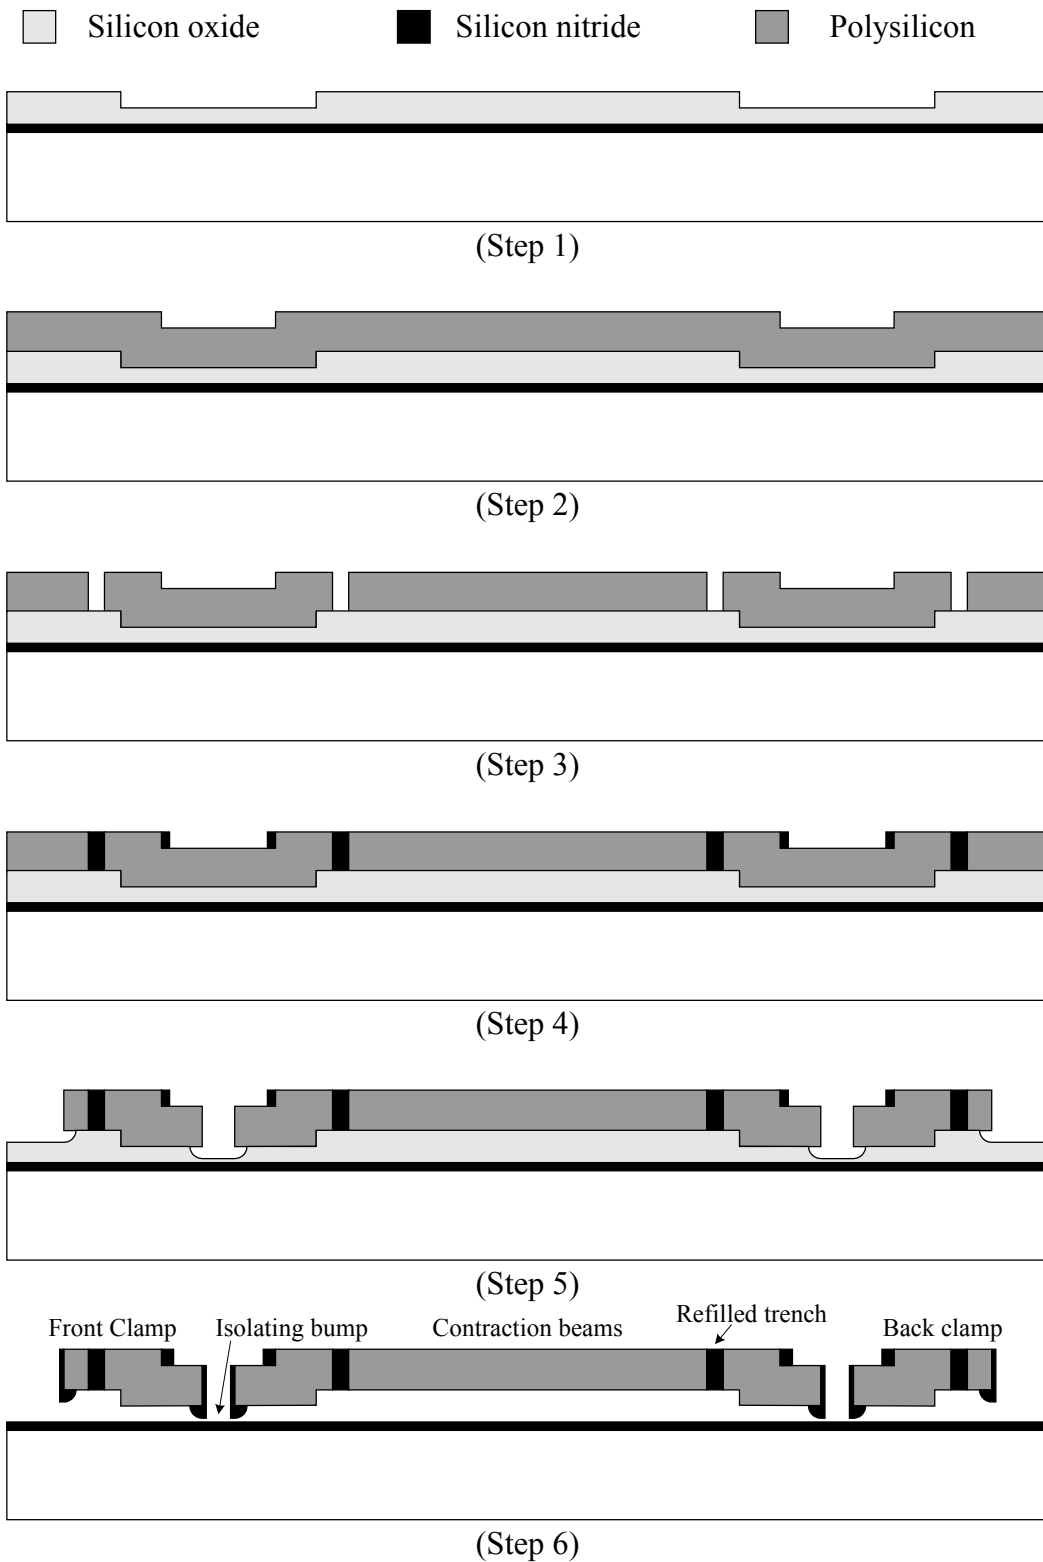 Silicon oxide Silicon nitride Polysilicon
(Step 1)
(Step 2)
(Step 3)
(Step 4)
(Step 5)
Front Clamp Isolating bump Contraction beams Refilled trench Back clamp
(Step 6)